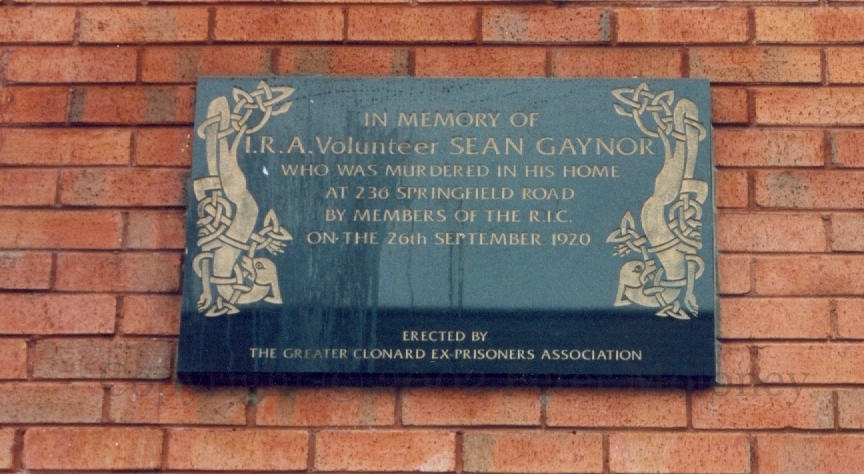 IN MEMORY OF
I.R.A. Volunteer SEAN GAYNOR
WHO WAS MURDERED IN HIS HOME
AT 236 SPRINGFIELD ROAD
BY MEMBERS OF THE R.I.C.
ON·THE 26th SEPTEMBER 1920
ERECTED BY
THE GREATER CLONARD EX-PRISONERS ASSOCIATION